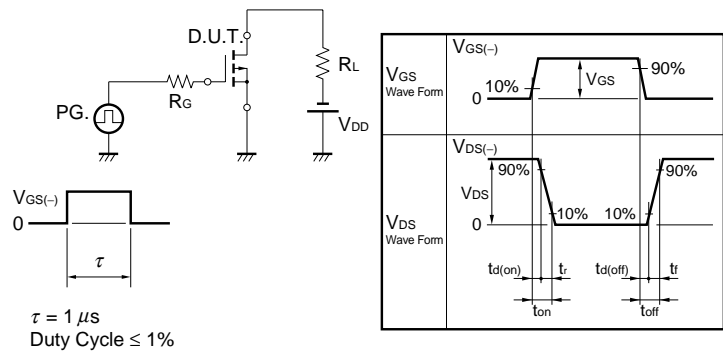 D.U.T.
RL
RG
PG.
VDD
VGS(−)
0
τ
τ = 1 μs
Duty Cycle ≤ 1%
VGS
Wave Form
VGS(−)
10%
VGS
90%
0
VDS
Wave Form
VDS(−)
90%
90%
VDS
10%
10%
0
td(on)
tr
td(off)
tf
ton
toff